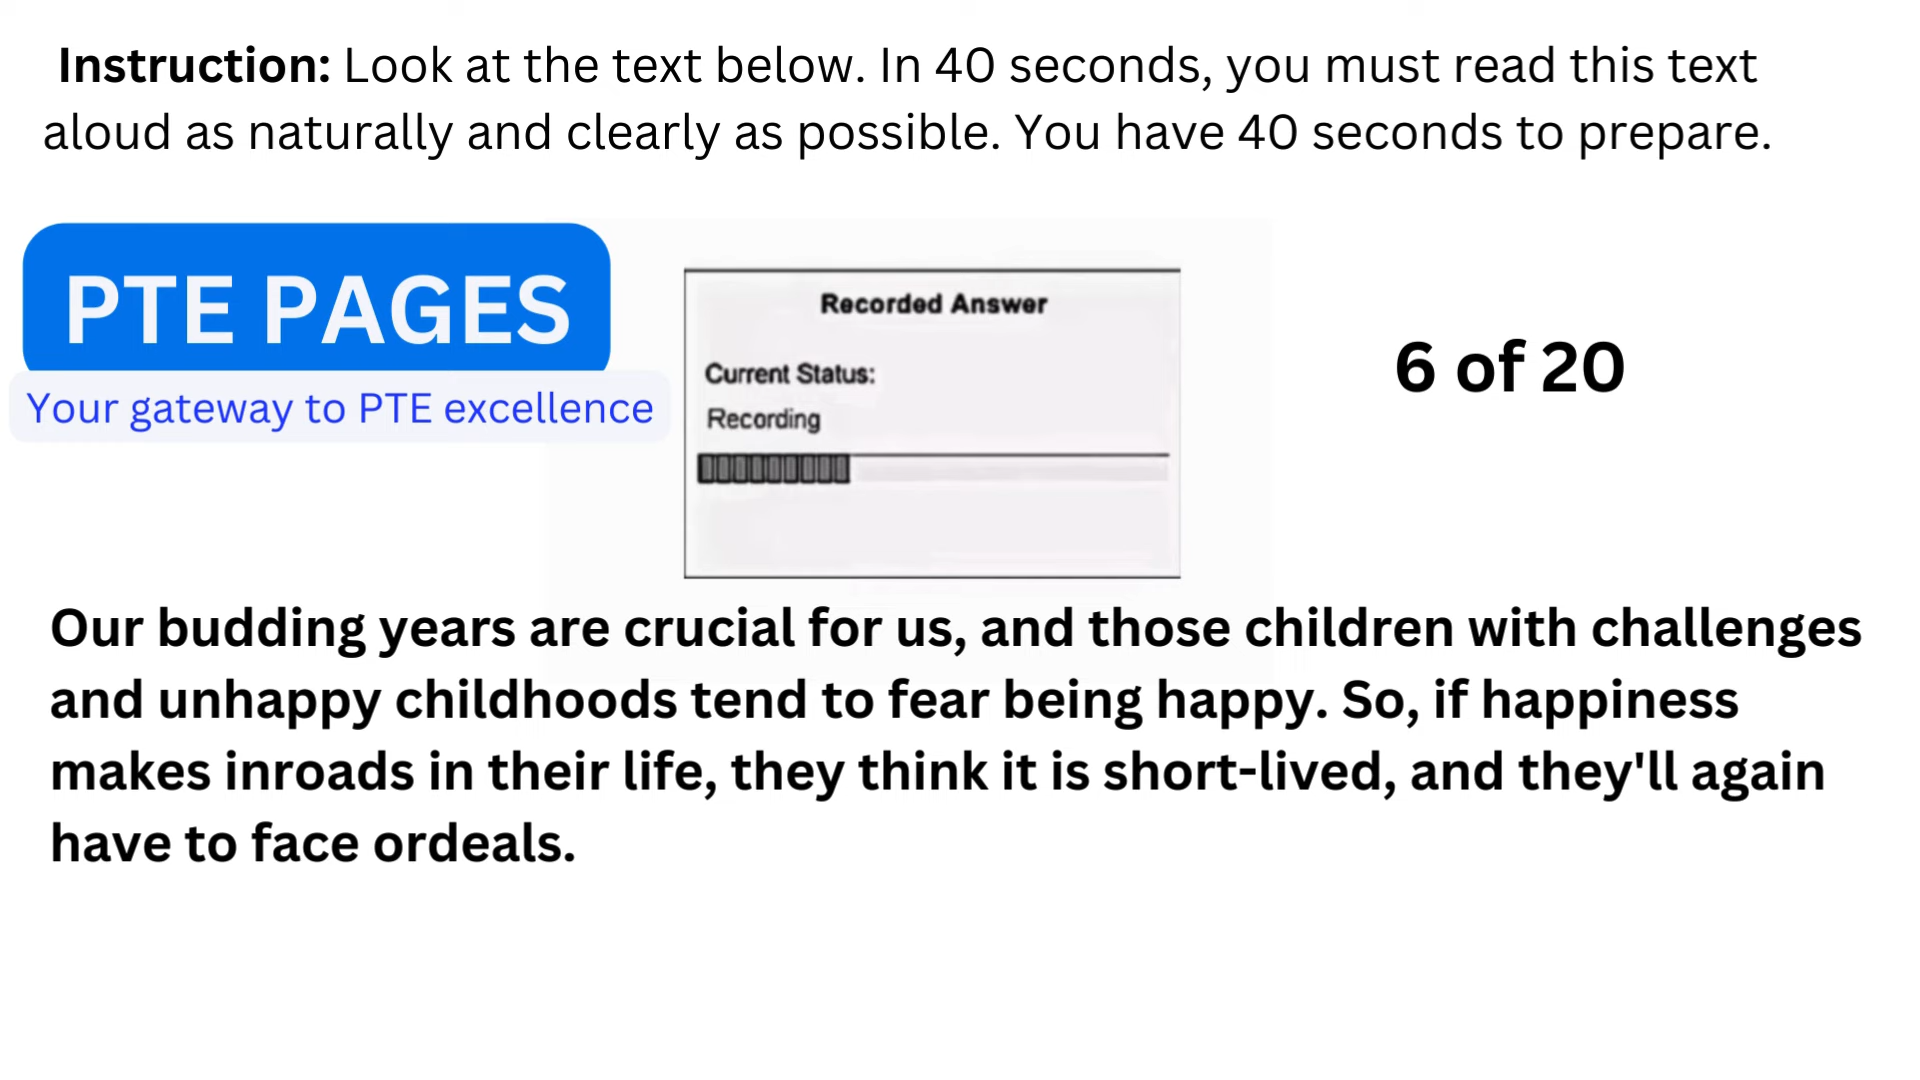 Instruction: Look at the text below. In 40 seconds, you must read this text
aloud as naturally and clearly as possible. You have 40 seconds to prepare.
PTE PAGES
Your gateway to PTE excellence
Recorded Answer
Current Status:
Recording
6 of 20
Our budding years are crucial for us, and those children with challenges
and unhappy childhoods tend to fear being happy. So, if happiness
makes inroads in their life, they think it is short-lived, and they'll again
have to face ordeals.